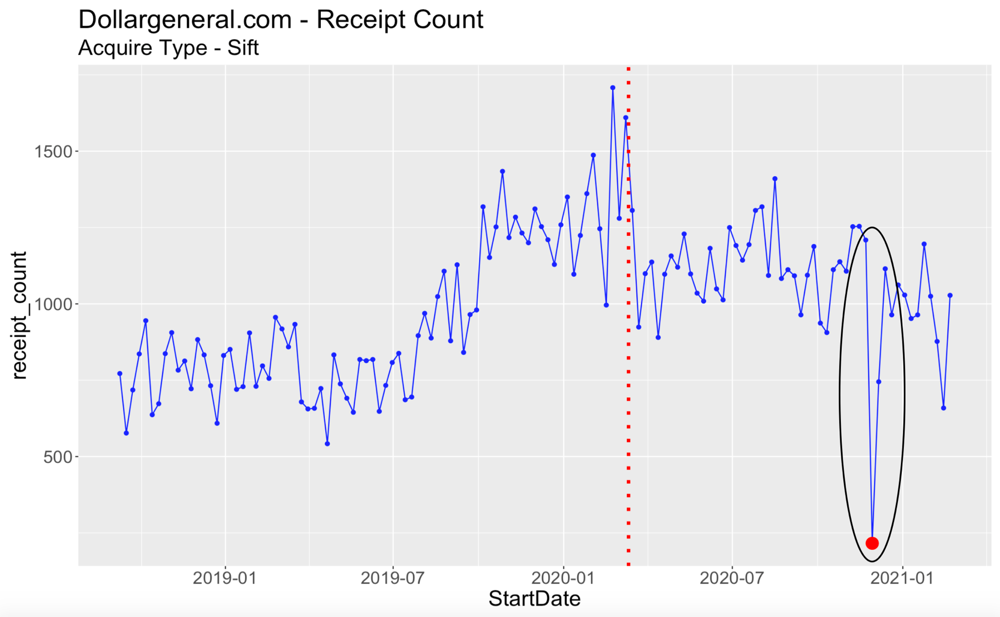 Dollargeneral.com - Receipt Count
Acquire Type - Sift
receipt_count
1500
1000
500
2019-01
2019-07
2020-01
2020-07
2021-01
StartDate